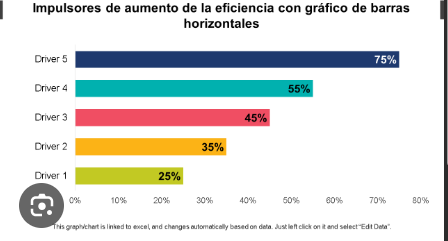 Impulsores de aumento de la eficiencia con gráfico de barras
horizontales
Driver 5 75%
Driver 4 55%
Driver 3 45%
Driver 2 35%
Driver 1 25%
0% 10% 20% 30% 40% 50% 60% 70% 80%
This graph/chart is linked to excel, and changes automatically based on data. Just left click on it and select "Edit Data".